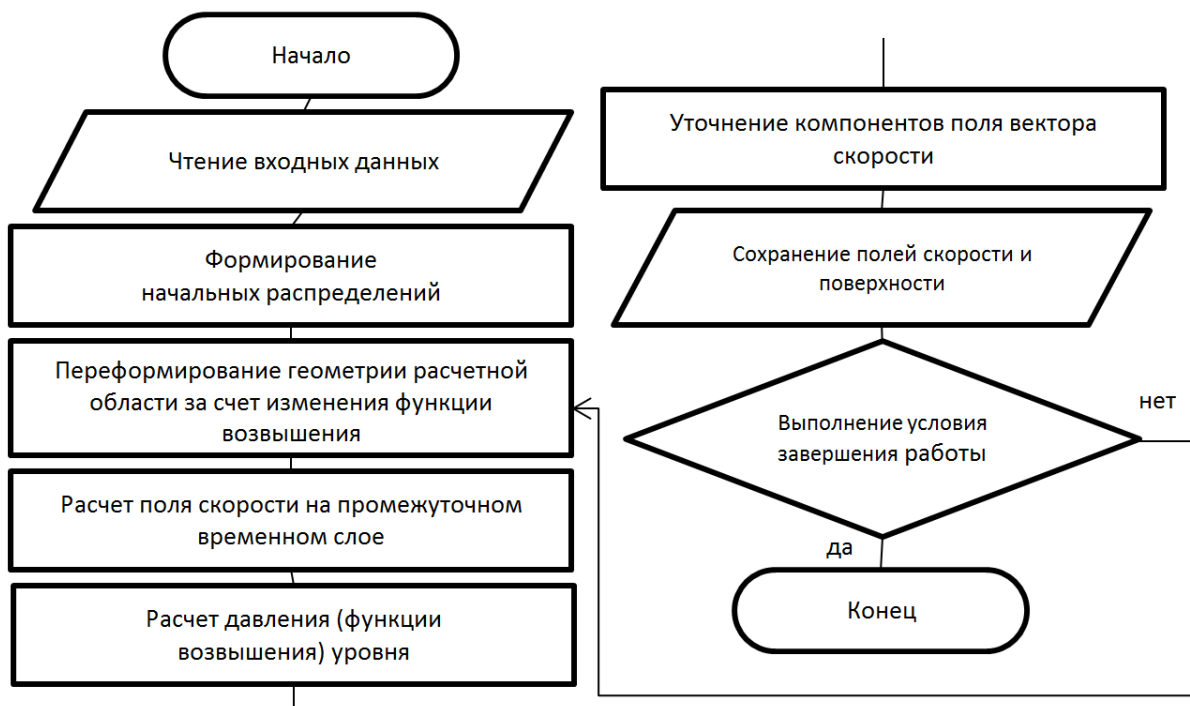 Начало
Чтение входных данных
Формирование
начальных распределений
Переформирование геометрии расчетной
области за счет изменения функции
возвышения
Расчет поля скорости на промежуточном
временном слое
Расчет давления (функции
возвышения) уровня
Уточнение компонентов поля вектора
скорости
Сохранение полей скорости и
поверхности
Выполнение условия
завершения работы
нет
да
Конец